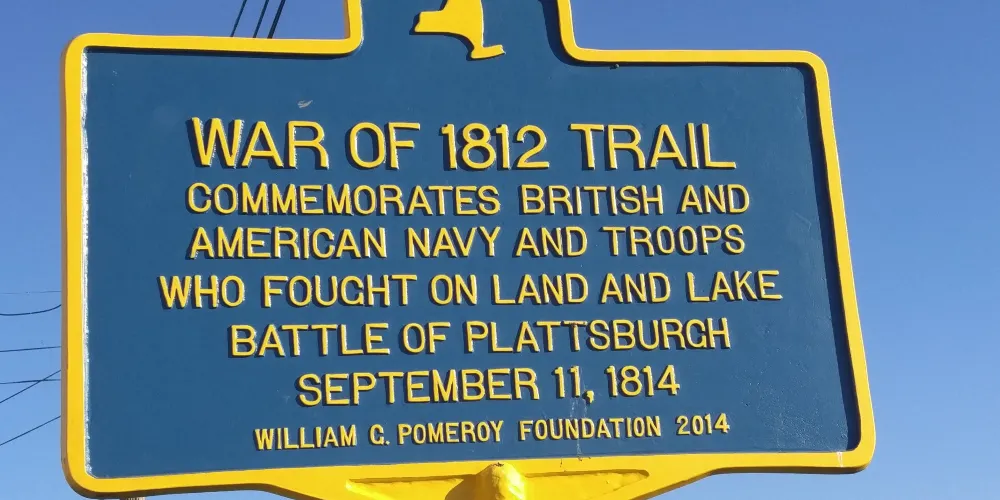 WAR OF 1812 TRAIL
COMMEMORATES BRITISH AND
AMERICAN NAVY AND TROOPS
WHO FOUGHT ON LAND AND LAKE
BATTLE OF PLATTSBURGH
SEPTEMBER 11, 1814
WILLIAM G. POMEROY FOUNDATION 2014